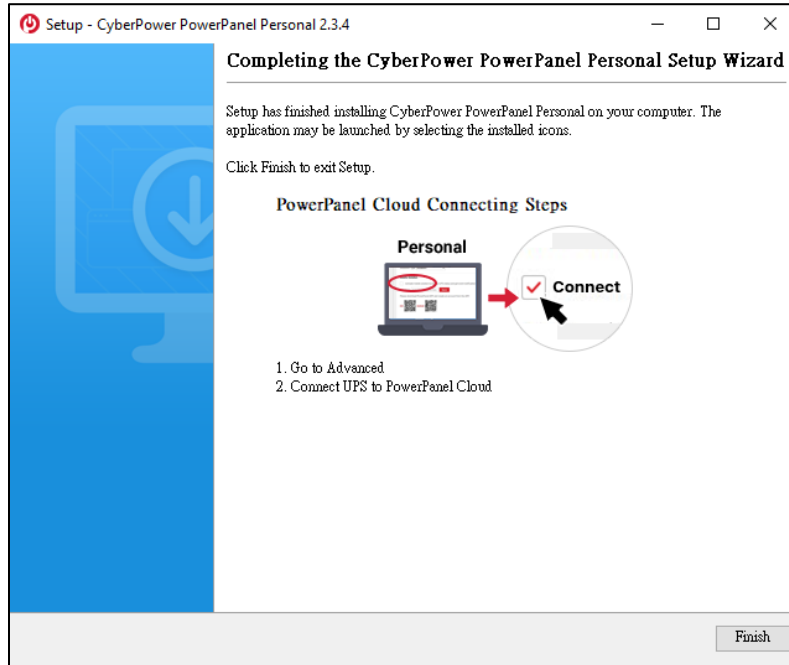 Setup - CyberPower PowerPanel Personal 2.3.4
Completing the CyberPower PowerPanel Personal Setup Wizard
Setup has finished installing CyberPower PowerPanel Personal on your computer. The
application may be launched by selecting the installed icons.
Click Finish to exit Setup.
PowerPanel Cloud Connecting Steps
Personal
Connect
1. Go to Advanced
2. Connect UPS to PowerPanel Cloud
Finish